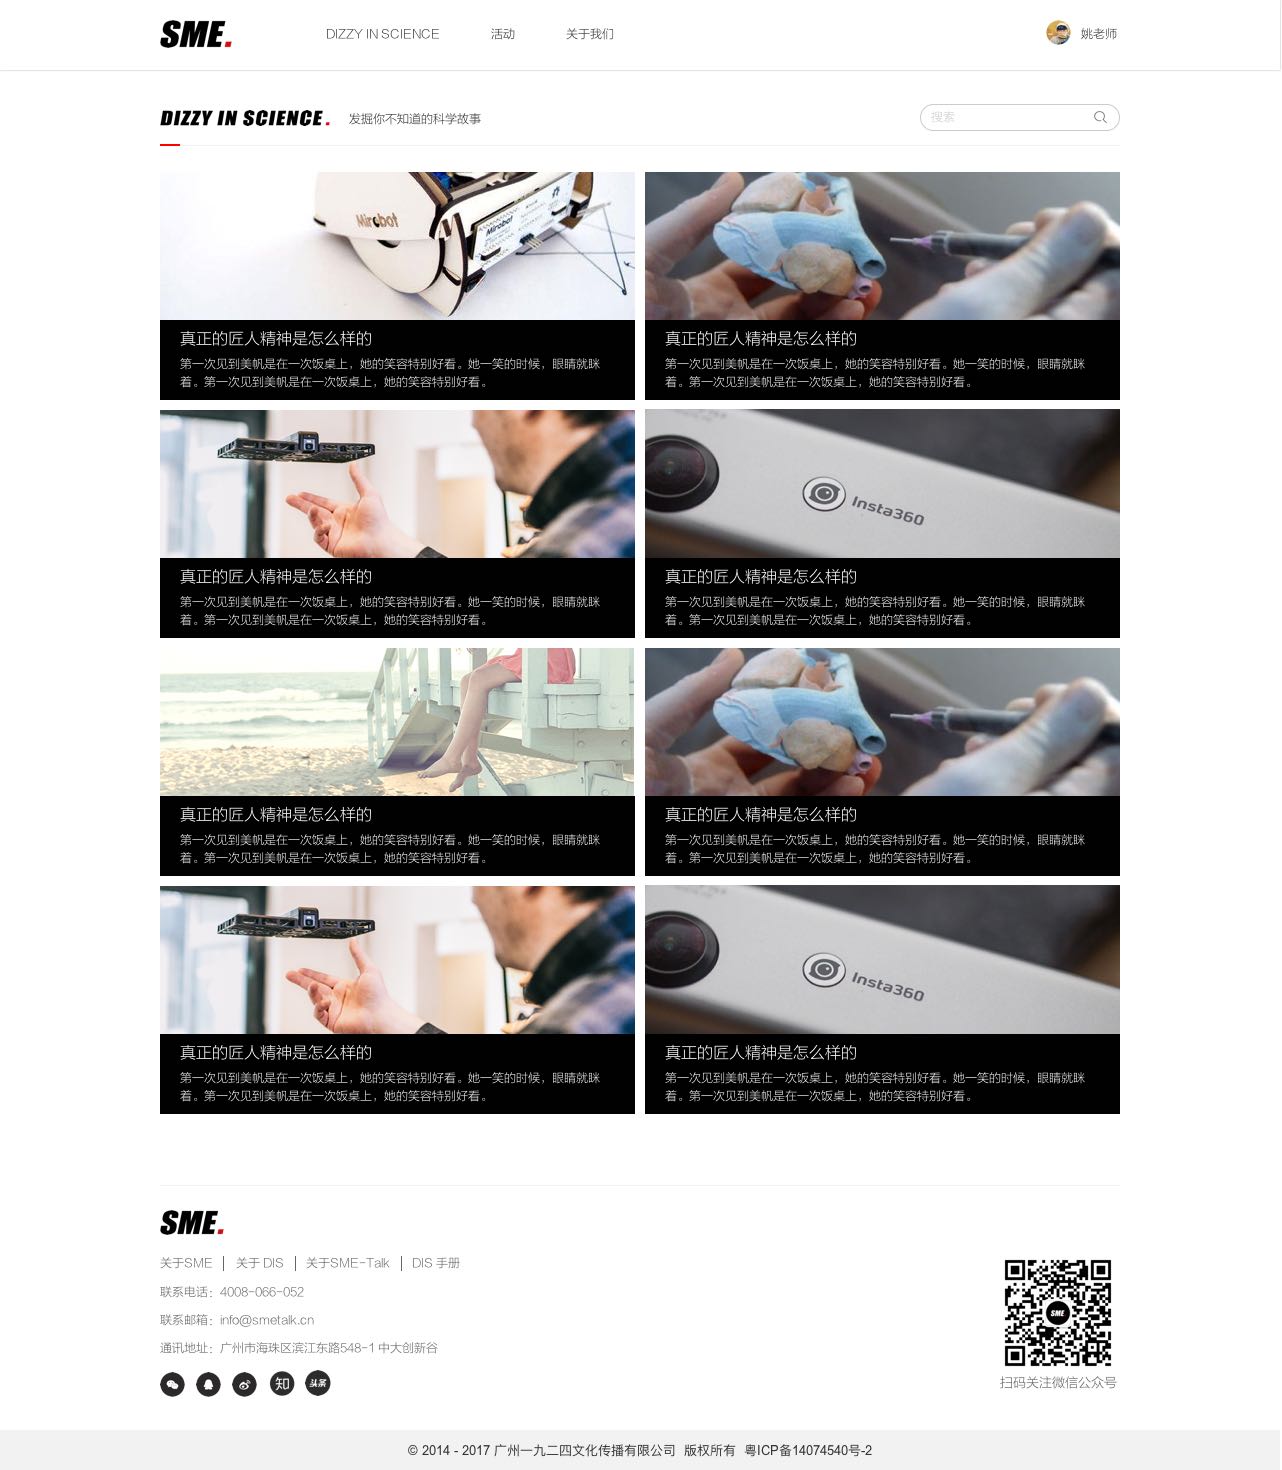 SME.
DIZZY IN SCIENCE
活动
关于我们
姚老师
DIZZY IN SCIENCE.
发掘你不知道的科学故事
搜索
Mirobot
Mirobot
真正的匠人精神是怎么样的
第一次见到美帆是在一次饭桌上，她的笑容特别好看。她一笑的时候，眼睛就眯
着。第一次见到美帆是在一次饭桌上，她的笑容特别好看。
真正的匠人精神是怎么样的
第一次见到美帆是在一次饭桌上，她的笑容特别好看。她一笑的时候，眼睛就眯
着。第一次见到美帆是在一次饭桌上，她的笑容特别好看。
真正的匠人精神是怎么样的
第一次见到美帆是在一次饭桌上，她的笑容特别好看。她一笑的时候，眼睛就眯
着。第一次见到美帆是在一次饭桌上，她的笑容特别好看。
Insta360
真正的匠人精神是怎么样的
第一次见到美帆是在一次饭桌上，她的笑容特别好看。她一笑的时候，眼睛就眯
着。第一次见到美帆是在一次饭桌上，她的笑容特别好看。
真正的匠人精神是怎么样的
第一次见到美帆是在一次饭桌上，她的笑容特别好看。她一笑的时候，眼睛就眯
着。第一次见到美帆是在一次饭桌上，她的笑容特别好看。
真正的匠人精神是怎么样的
第一次见到美帆是在一次饭桌上，她的笑容特别好看。她一笑的时候，眼睛就眯
着。第一次见到美帆是在一次饭桌上，她的笑容特别好看。
真正的匠人精神是怎么样的
第一次见到美帆是在一次饭桌上，她的笑容特别好看。她一笑的时候，眼睛就眯
着。第一次见到美帆是在一次饭桌上，她的笑容特别好看。
Insta360
真正的匠人精神是怎么样的
第一次见到美帆是在一次饭桌上，她的笑容特别好看。她一笑的时候，眼睛就眯
着。第一次见到美帆是在一次饭桌上，她的笑容特别好看。
SME.
关于SME | 关于 DIS | 关于SME-Talk | DIS 手册
联系电话：4008-066-052
联系邮箱：info@smetalk.cn
通讯地址：广州市海珠区滨江东路548-1 中大创新谷
知
头条
SME
扫码关注微信公众号
© 2014 - 2017 广州一九二四文化传播有限公司 版权所有 粤ICP备14074540号-2